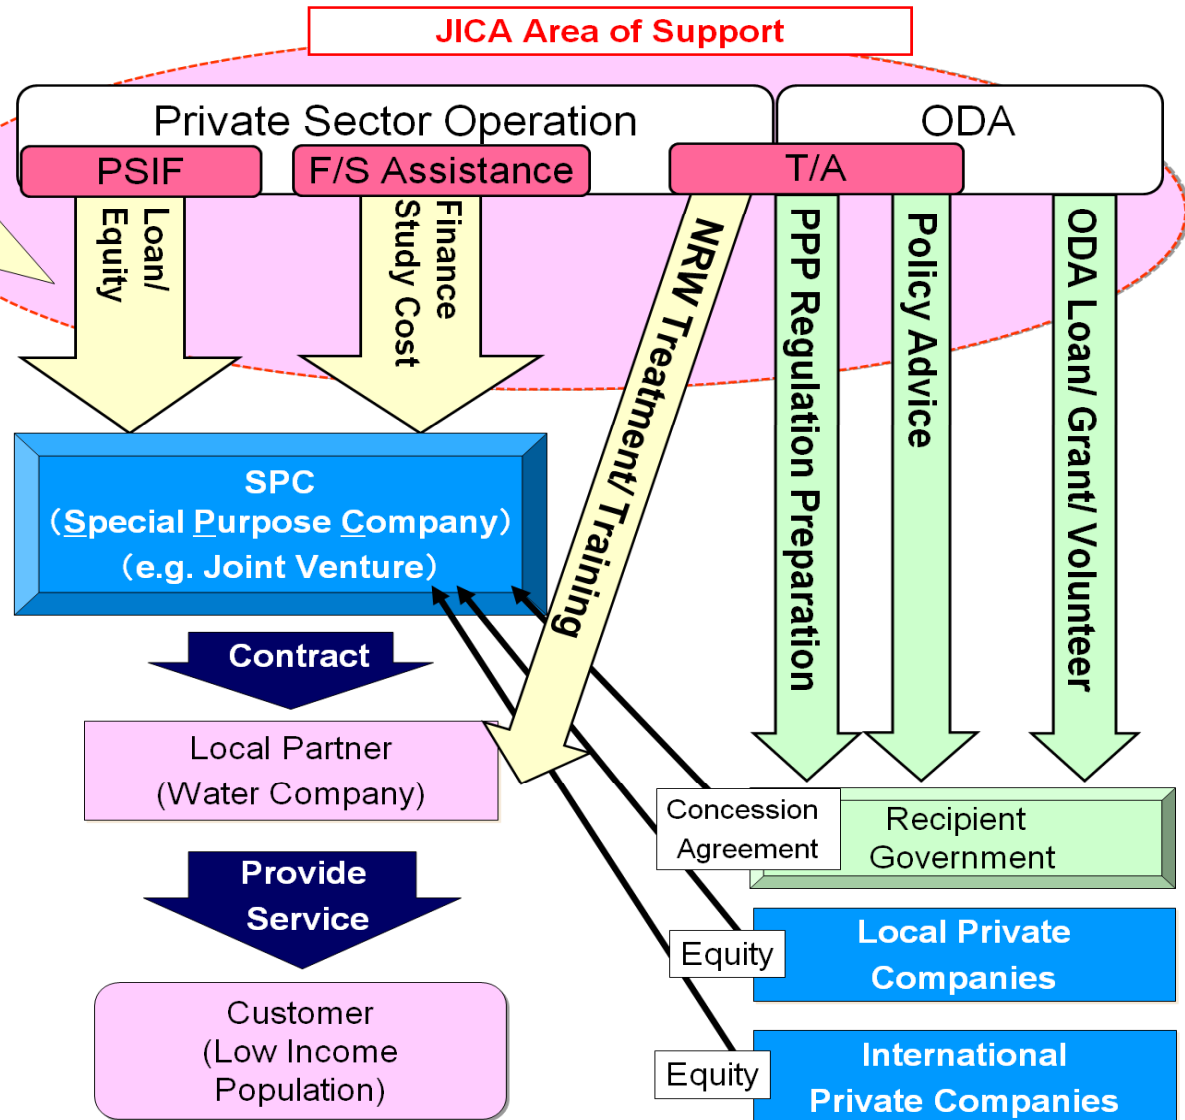 JICA Area of Support
Private Sector Operation
ODA
PSIF
F/S Assistance
T/A
Loan/
Equity
Finance
Study Cost
NRW Treatment/ Training
PPP Regulation Preparation
Policy Advice
ODA Loan/ Grant/ Volunteer
SPC
(Special Purpose Company)
(e.g. Joint Venture)
Contract
Local Partner
(Water Company)
Provide
Service
Customer
(Low Income
Population)
Concession
Agreement
Recipient
Government
Equity
Local Private
Companies
Equity
International
Private Companies